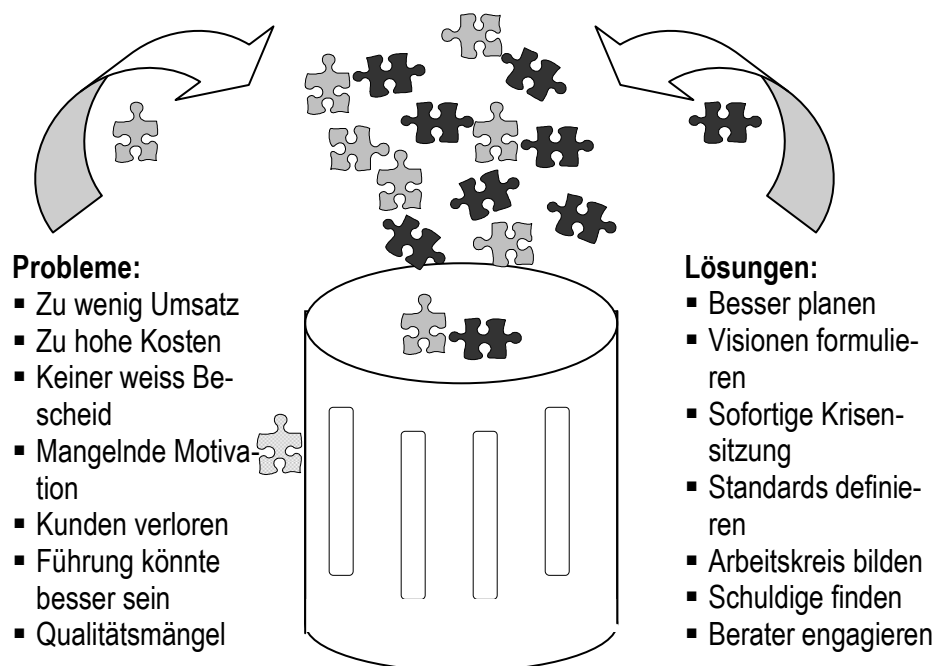 Probleme:
▪ Zu wenig Umsatz
▪ Zu hohe Kosten
▪ Keiner weiss Be-
scheid
▪ Mangelnde Motiva-
tion
▪ Kunden verloren
▪ Führung könnte
besser sein
▪ Qualitätsmängel
Lösungen:
▪ Besser planen
▪ Visionen formulie-
ren
▪ Sofortige Krisen-
sitzung
▪ Standards definie-
ren
▪ Arbeitskreis bilden
▪ Schuldige finden
▪ Berater engagieren